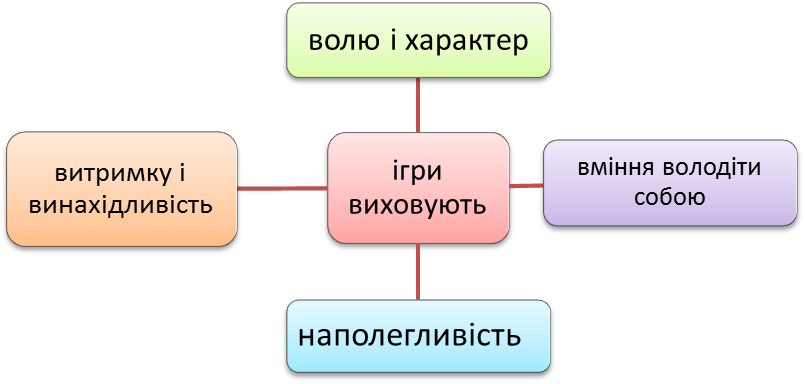 волю і характер
витримку і
винахідливість
ігри
виховують
вміння володіти
собою
наполегливість